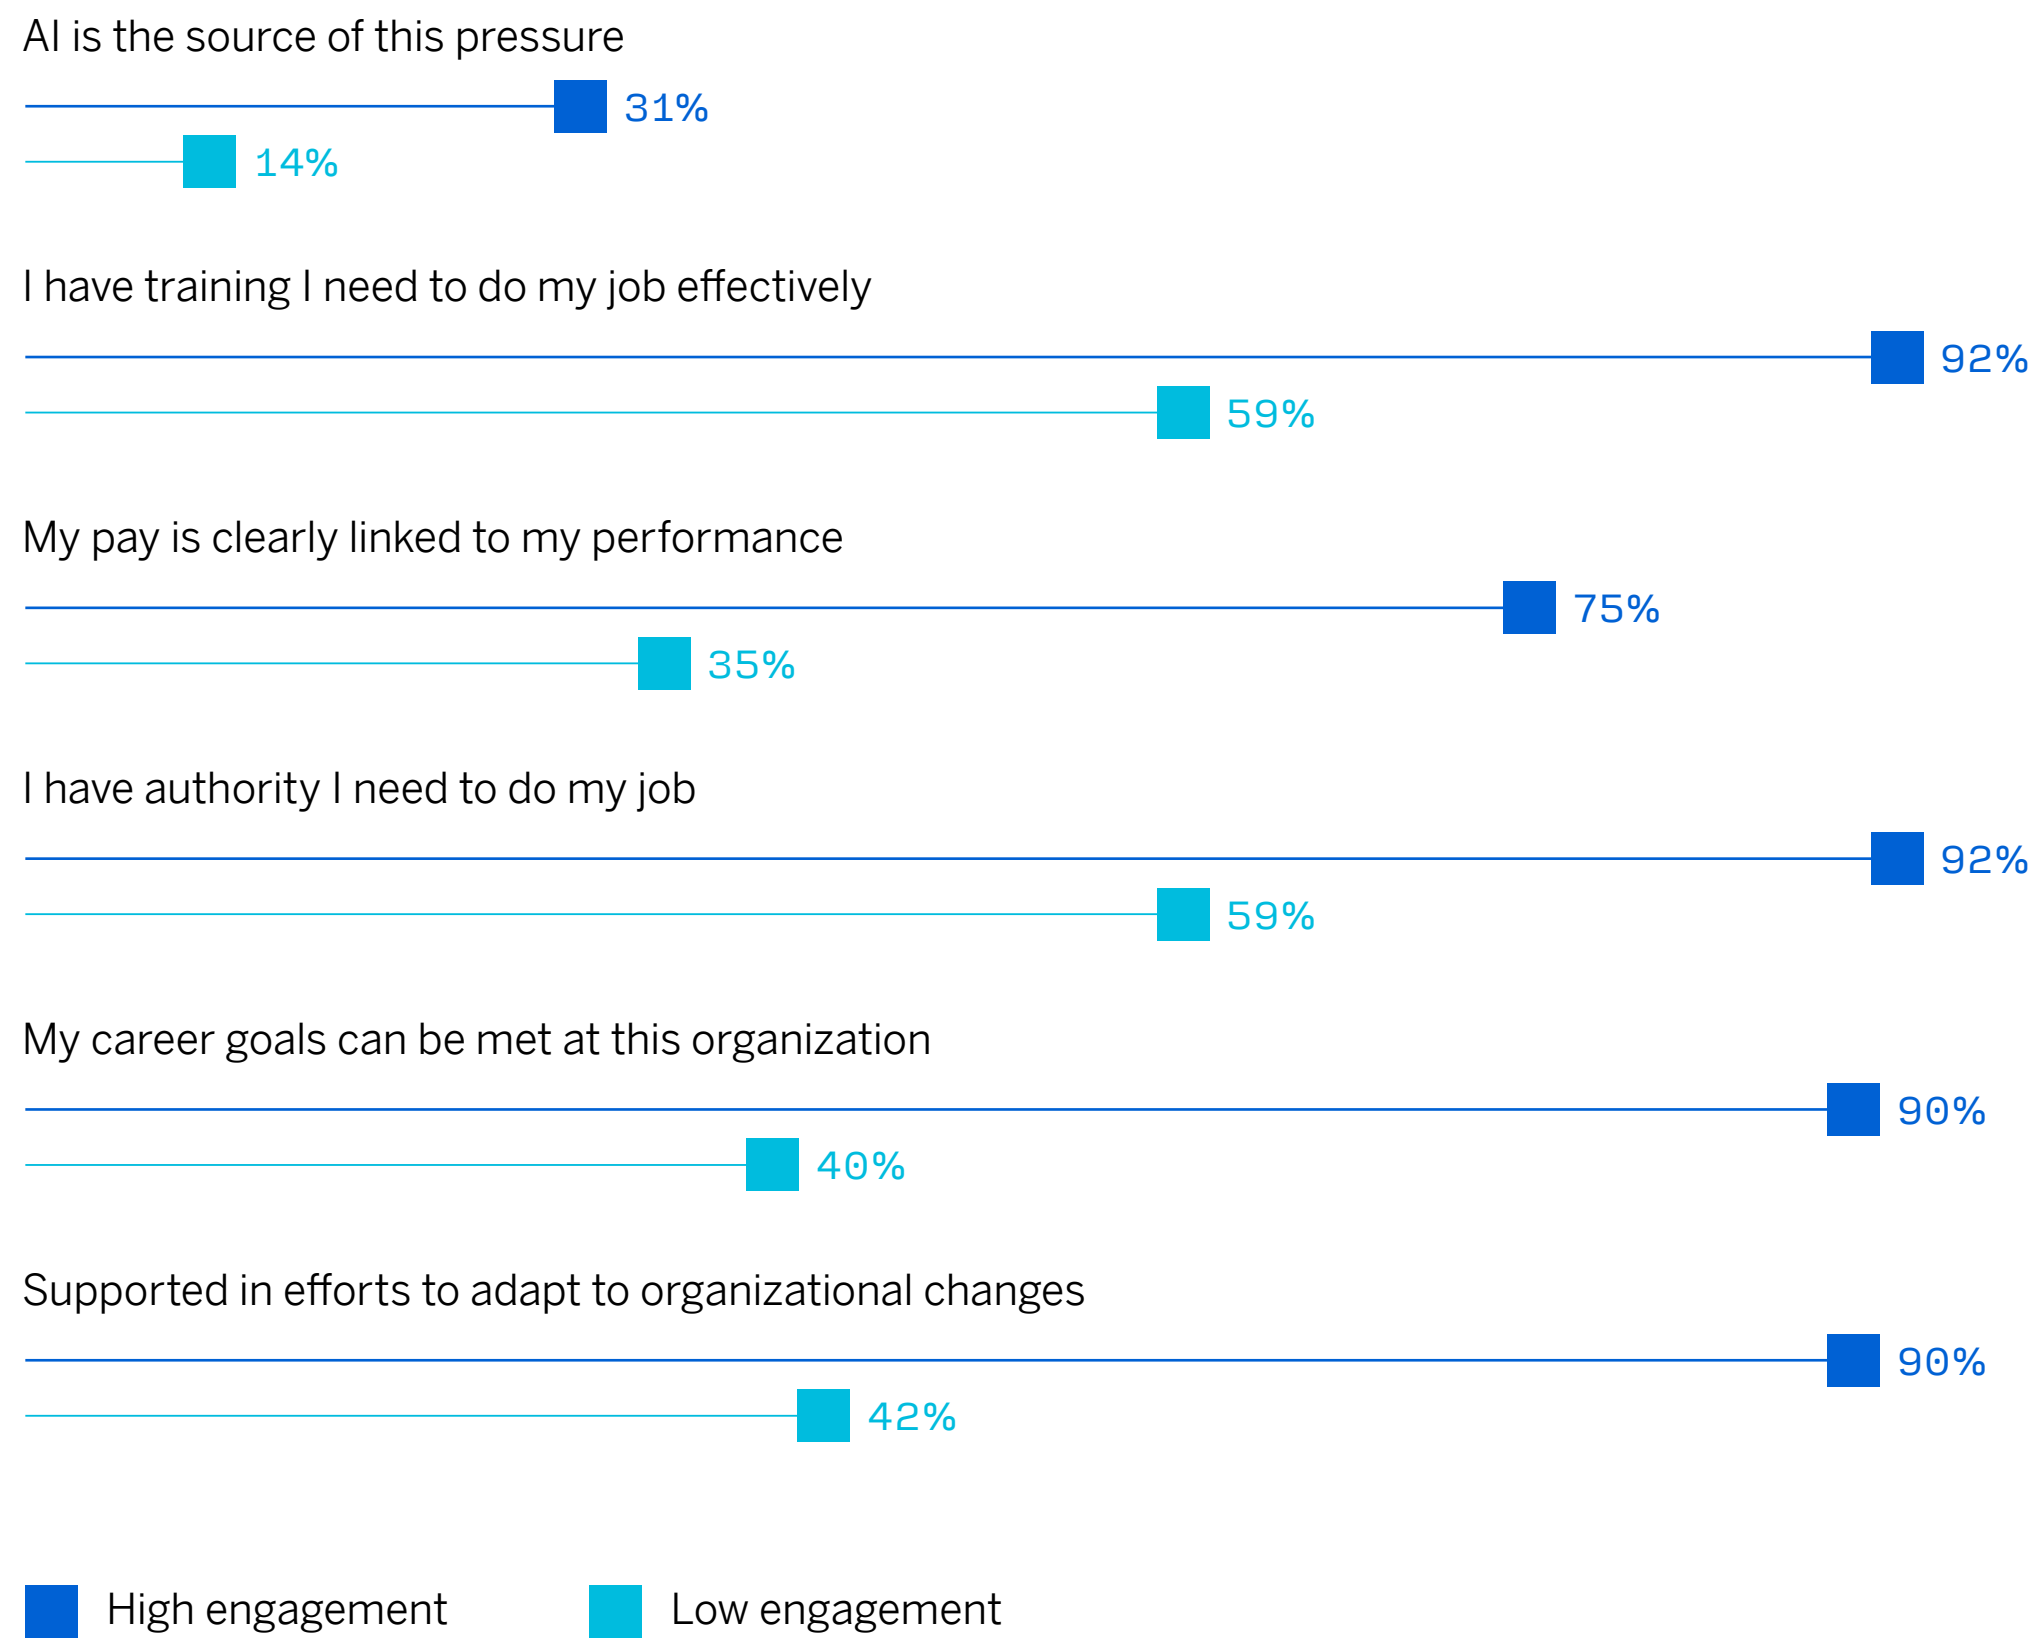 AI is the source of this pressure
31%
14%
I have training I need to do my job effectively
92%
59%
My pay is clearly linked to my performance
75%
35%
I have authority I need to do my job
92%
59%
My career goals can be met at this organization
90%
40%
Supported in efforts to adapt to organizational changes
90%
42%
High engagement Low engagement